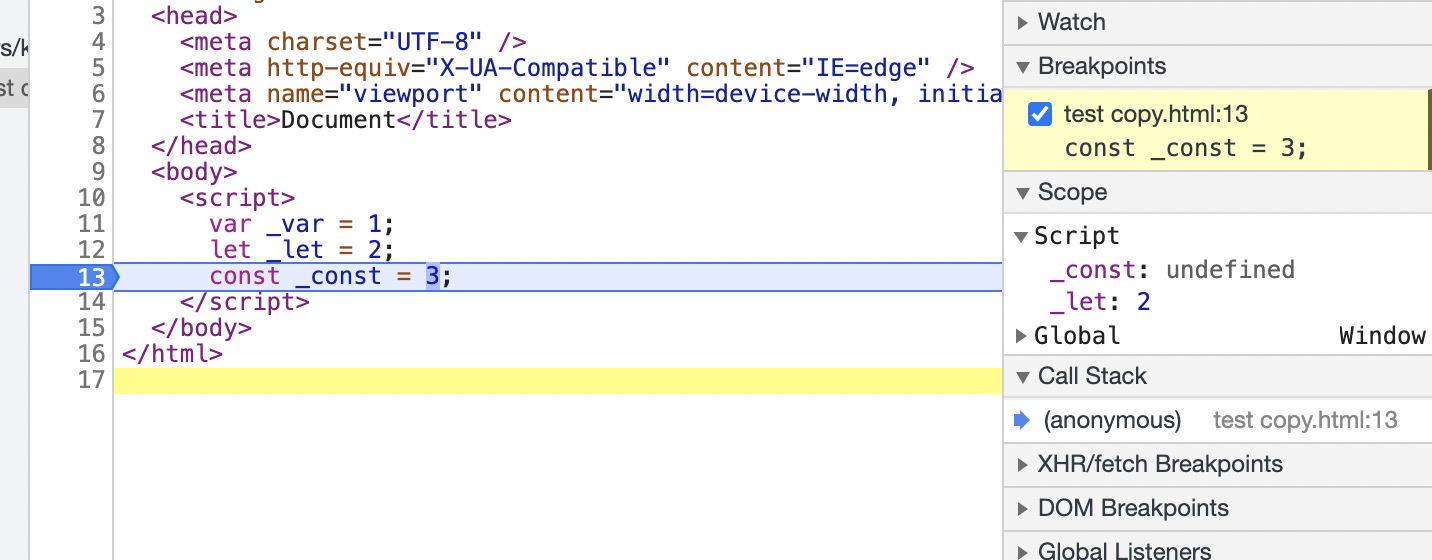 s/k
st c
3 <head>
4 <meta charset="UTF-8" />
5 <meta http-equiv="X-UA-Compatible" content="IE=edge" />
6 <meta name="viewport" content="width=device-width, initia
7 <title>Document</title>
8 </head>
9 <body>
10 <script>
11 var _var = 1;
12 let _let = 2;
13 const _const = 3;
14 </script>
15 </body>
16 </html>
17
Watch
Breakpoints
test copy.html:13
const _const = 3;
Scope
Script
_const: undefined
_let: 2
Global Window
Call Stack
(anonymous) test copy.html:13
XHR/fetch Breakpoints
DOM Breakpoints
Global Listeners